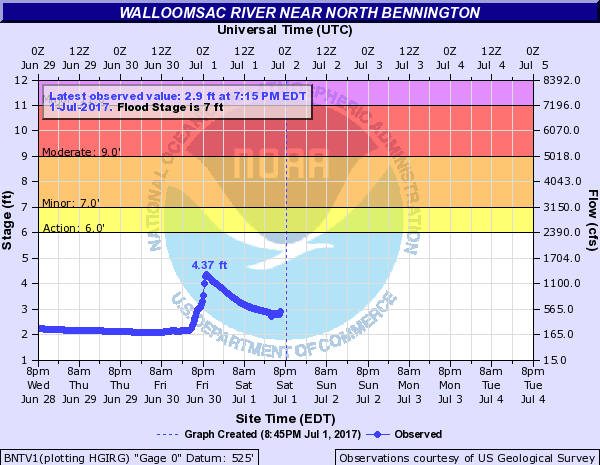 WALLOOMSAC RIVER NEAR NORTH BENNINGTON
Universal Time (UTC)
0Z 12Z 0Z 12Z 0Z 12Z 0Z 12Z 0Z 12Z 0Z 12Z 0Z
Jun 29 Jun 29 Jun 30 Jun 30 Jul 1 Jul 1 Jul 2 Jul 2 Jul 3 Jul 3 Jul 4 Jul 4 Jul 5
12 8392.0
Latest observed value: 2.9 ft at 7:15 PM EDT
1-Jul-2017. Flood Stage is 7 ft
11 7196.0
10 6070.0
Moderate: 9.0'
9 5018.0
8 4043.0
Minor: 7.0'
7 3150.0
Action: 6.0'
6 2390.0
5 1704.0
4.37 ft
4 1100.0
3 565.0
2 165.0
1 15.0
Stage (ft)
Flow (cfs)
NATIONAL OCEANIC AND ATMOSPHERIC ADMINISTRATION
NOAA
U.S. DEPARTMENT OF COMMERCE
8pm 8am 8pm 8am 8pm 8am 8pm 8am 8pm 8am 8pm 8am 8pm
Wed Thu Thu Fri Fri Sat Sat Sun Sun Mon Mon Tue Tue
Jun 28 Jun 29 Jun 29 Jun 30 Jun 30 Jul 1 Jul 1 Jul 2 Jul 2 Jul 3 Jul 3 Jul 4 Jul 4
Site Time (EDT)
Graph Created (8:45PM Jul 1, 2017) Observed
BNTV1(plotting HGIRG) "Gage 0" Datum: 525'
Observations courtesy of US Geological Survey